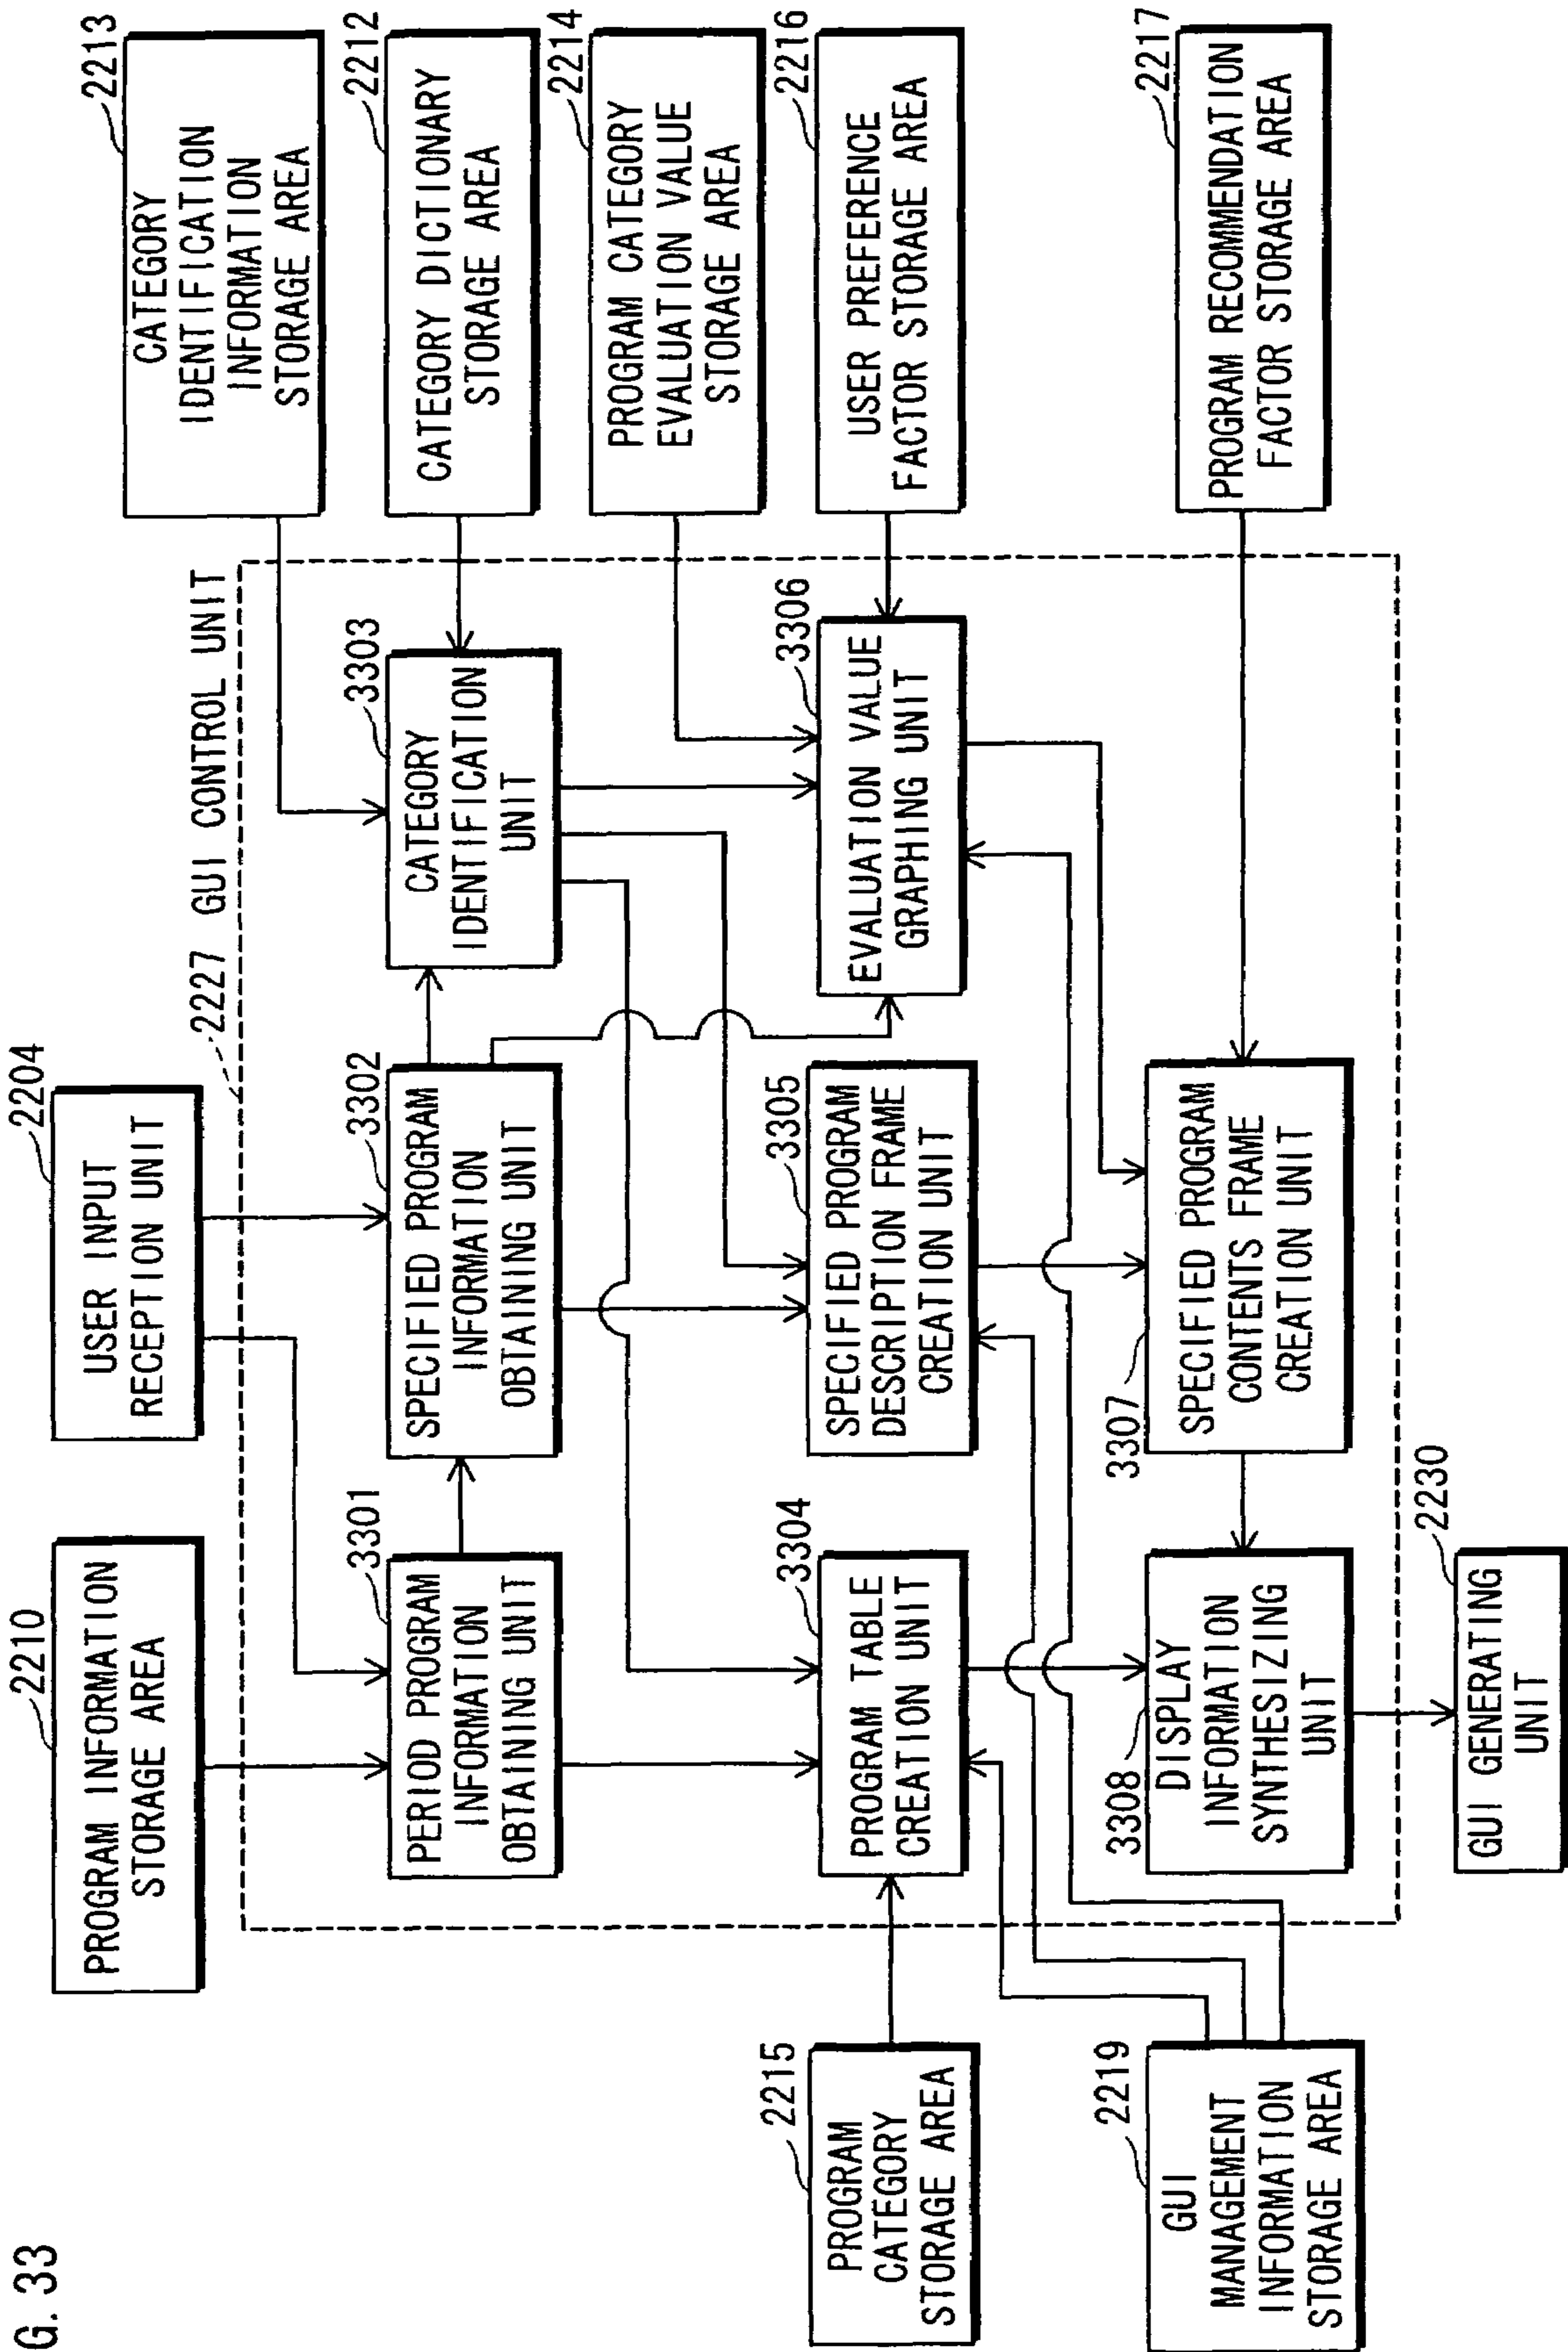 G. 33
2210
PROGRAM INFORMATION
STORAGE AREA
2204
USER INPUT
RECEPTION UNIT
2213
CATEGORY
IDENTIFICATION
INFORMATION
STORAGE AREA
2227 GUI CONTROL UNIT
3301
PERIOD PROGRAM
INFORMATION
OBTAINING UNIT
3302
SPECIFIED PROGRAM
INFORMATION
OBTAINING UNIT
3303
CATEGORY
IDENTIFICATION
UNIT
2212
CATEGORY DICTIONARY
STORAGE AREA
2214
PROGRAM CATEGORY
EVALUATION VALUE
STORAGE AREA
2215
PROGRAM
CATEGORY
STORAGE AREA
3304
PROGRAM TABLE
CREATION UNIT
3305
SPECIFIED PROGRAM
DESCRIPTION FRAME
CREATION UNIT
3306
EVALUATION VALUE
GRAPHING UNIT
2216
USER PREFERENCE
FACTOR STORAGE AREA
2219
GUI
MANAGEMENT
INFORMATION
STORAGE AREA
3308
DISPLAY
INFORMATION
SYNTHESIZING
UNIT
3307
SPECIFIED PROGRAM
CONTENTS FRAME
CREATION UNIT
2217
PROGRAM RECOMMENDATION
FACTOR STORAGE AREA
2230
GUI GENERATING
UNIT